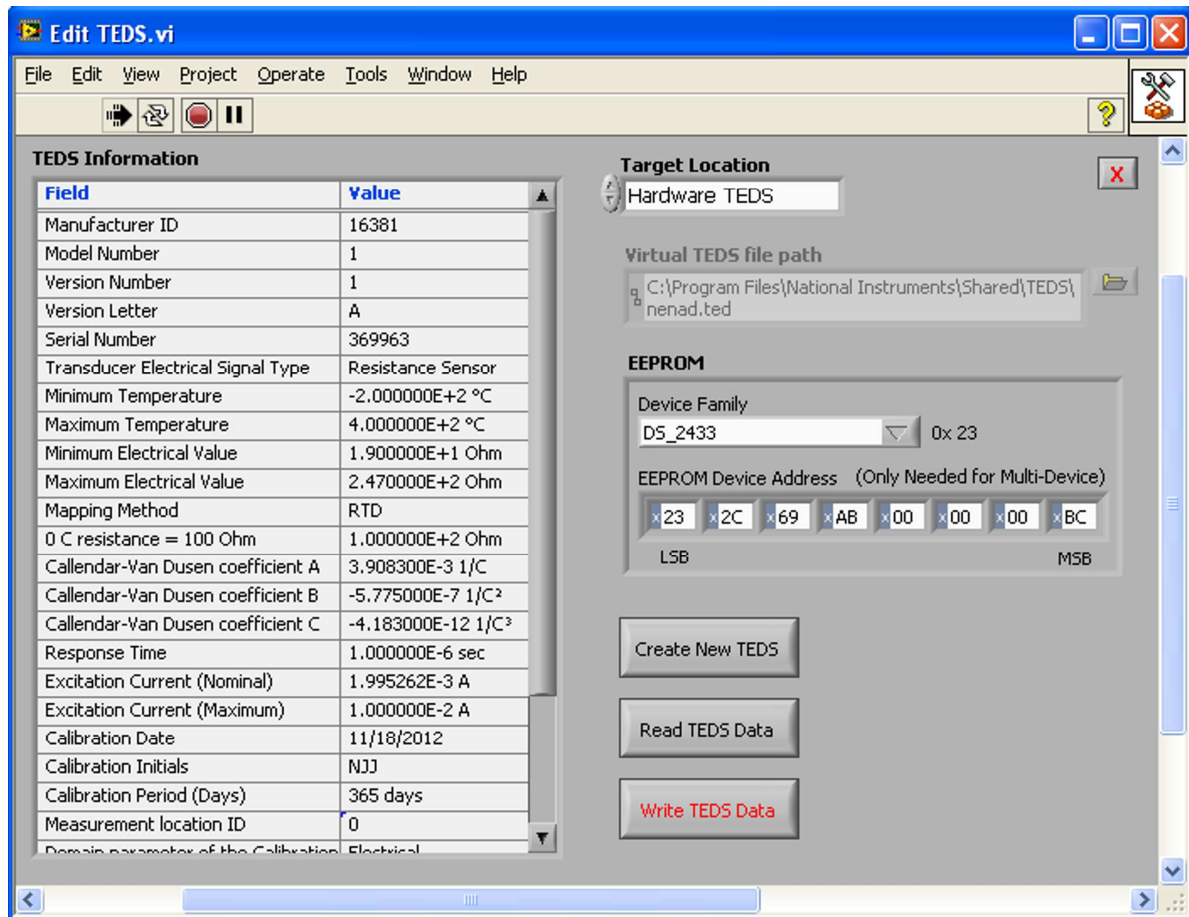 Edit TEDS.vi
File Edit View Project Operate Tools Window Help
TEDS Information
Field Value
Manufacturer ID 16381
Model Number 1
Version Number 1
Version Letter A
Serial Number 369963
Transducer Electrical Signal Type Resistance Sensor
Minimum Temperature -2.000000E+2 °C
Maximum Temperature 4.000000E+2 °C
Minimum Electrical Value 1.900000E+1 Ohm
Maximum Electrical Value 2.470000E+2 Ohm
Mapping Method RTD
0 C resistance = 100 Ohm 1.000000E+2 Ohm
Callendar-Van Dusen coefficient A 3.908300E-3 1/C
Callendar-Van Dusen coefficient B -5.775000E-7 1/C²
Callendar-Van Dusen coefficient C -4.183000E-12 1/C³
Response Time 1.000000E-6 sec
Excitation Current (Nominal) 1.995262E-3 A
Excitation Current (Maximum) 1.000000E-2 A
Calibration Date 11/18/2012
Calibration Initials NJJ
Calibration Period (Days) 365 days
Measurement location ID 0
Domain parameter of the Calibration Electrical
Target Location
X
Hardware TEDS
Virtual TEDS file path
C:\Program Files\National Instruments\Shared\TEDS\
nenad.ted
EEPROM
Device Family
DS_2433 0x 23
EEPROM Device Address (Only Needed for Multi-Device)
x23 x2C x69 xAB x00 x00 x00 xBC
LSB MSB
Create New TEDS
Read TEDS Data
Write TEDS Data